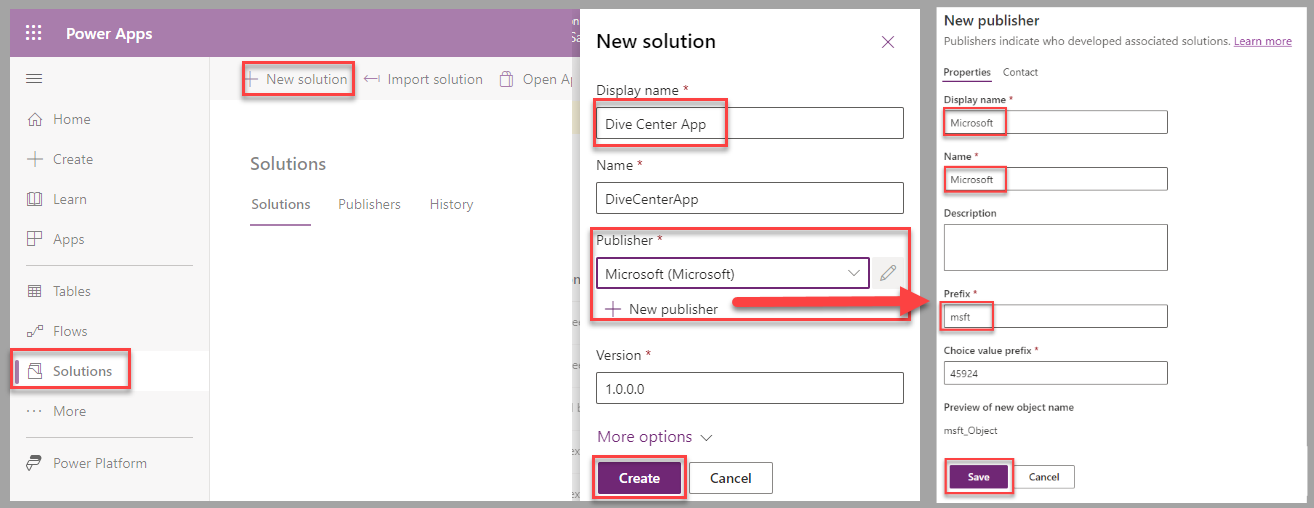 Power Apps
Home
Create
Learn
Apps
Tables
Flows
Solutions
More
Power Platform
New solution
Import solution
Open Ap
Solutions
Solutions Publishers History
New solution
Display name *
Dive Center App
Name *
DiveCenterApp
Publisher *
Microsoft (Microsoft)
New publisher
Version *
1.0.0.0
More options
Create Cancel
New publisher
Publishers indicate who developed associated solutions. Learn more
Properties Contact
Display name *
Microsoft
Name *
Microsoft
Description
Prefix *
msft
Choice value prefix *
45924
Preview of new object name
msft_Object
Save Cancel